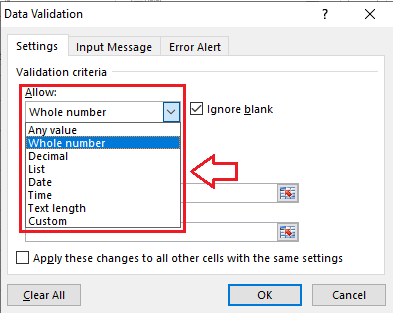 Data Validation
Settings Input Message Error Alert
Validation criteria
Allow:
Whole number Ignore blank
Any value
Whole number
Decimal
List
Date
Time
Text length
Custom
Apply these changes to all other cells with the same settings
Clear All OK Cancel